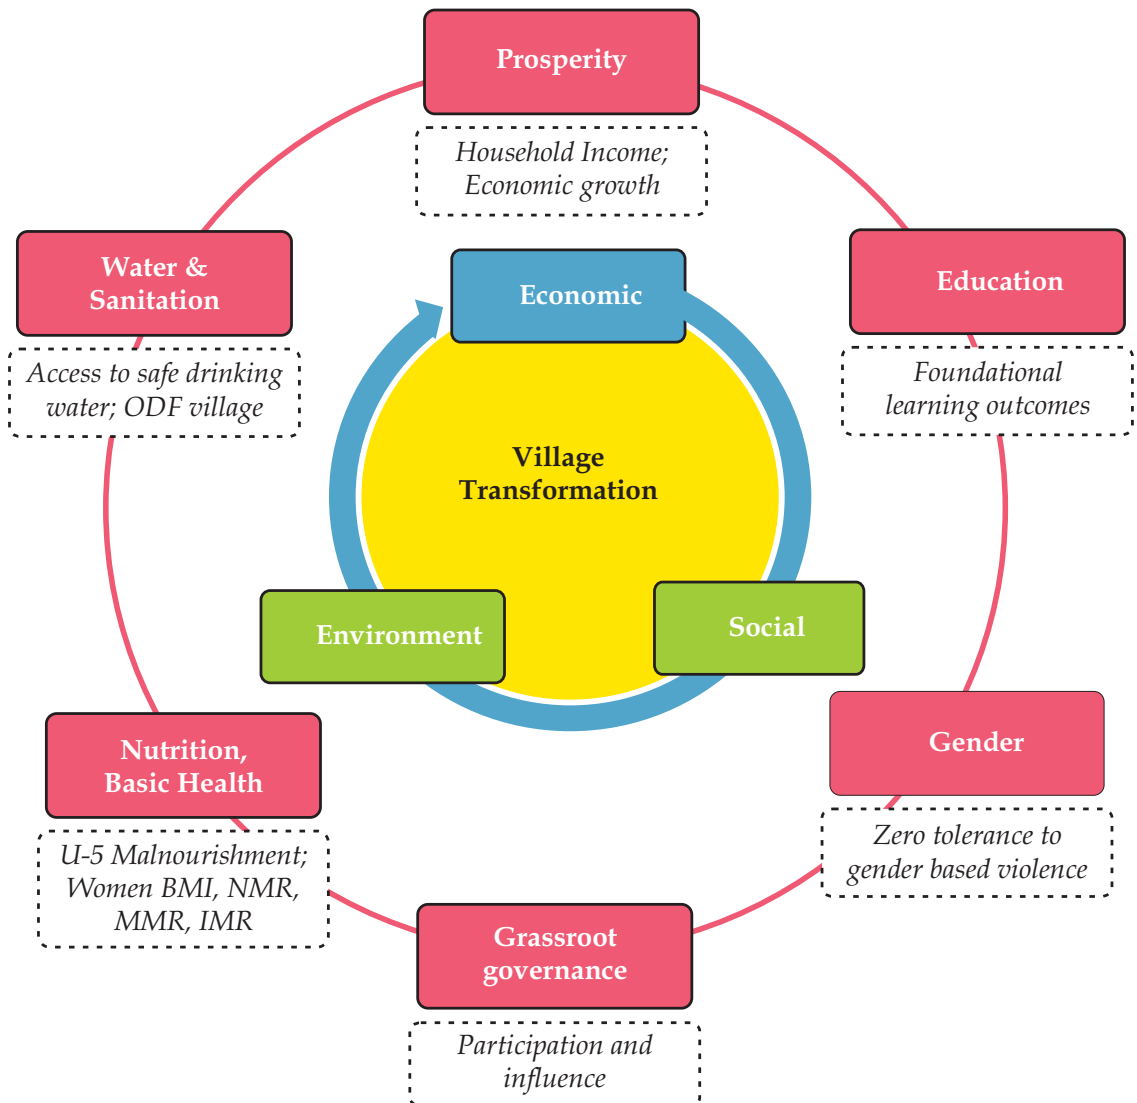 Prosperity
Household Income;
Economic growth
Water &
Sanitation
Access to safe drinking
water; ODF village
Economic
Education
Foundational
learning outcomes
Village
Transformation
Environment
Social
Nutrition,
Basic Health
U-5 Malnourishment;
Women BMI, NMR,
MMR, IMR
Gender
Zero tolerance to
gender based violence
Grassroot
governance
Participation and
influence